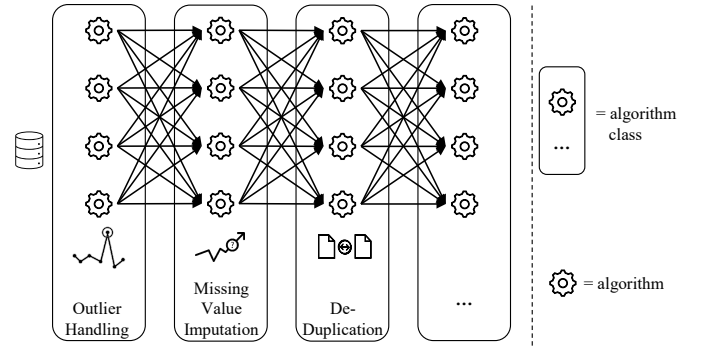 Outlier
Handling
Missing
Value
Imputation
?
De-
Duplication
...
...
= algorithm
class
= algorithm